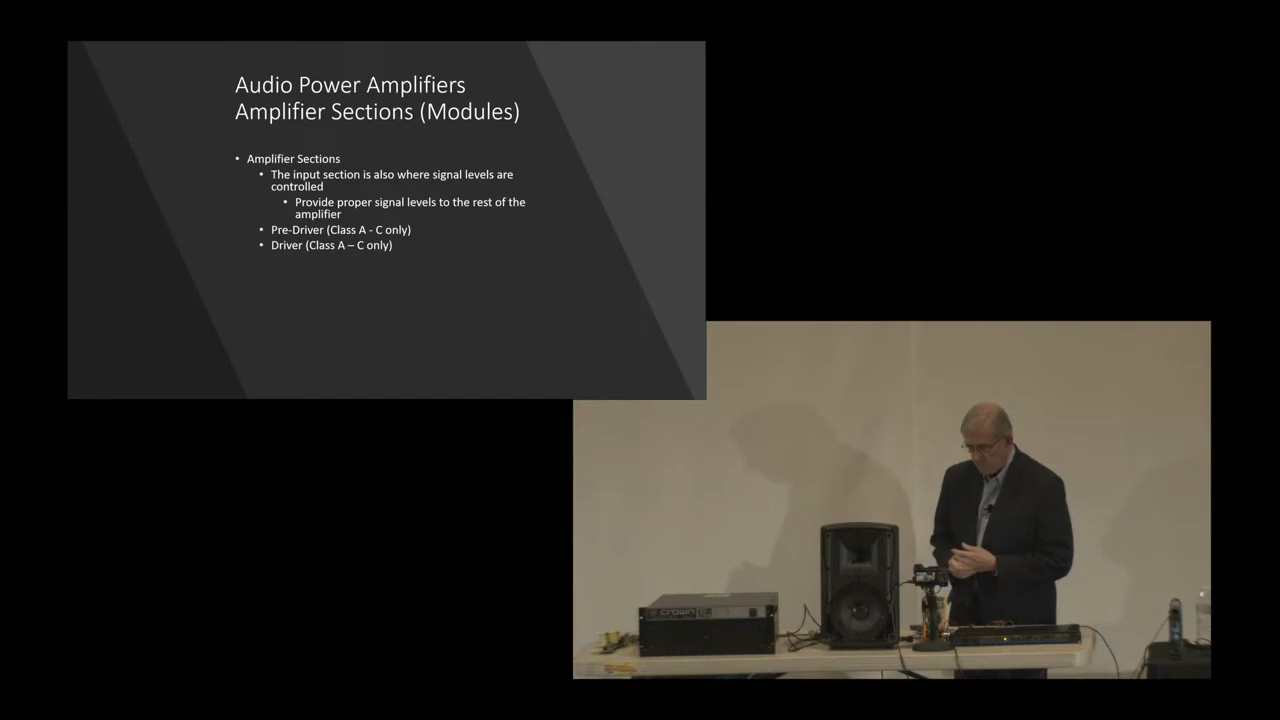 Audio Power Amplifiers
Amplifier Sections (Modules)
• Amplifier Sections
• The input section is also where signal levels are
controlled
• Provide proper signal levels to the rest of the
amplifier
• Pre-Driver (Class A - C only)
• Driver (Class A – C only)
crown